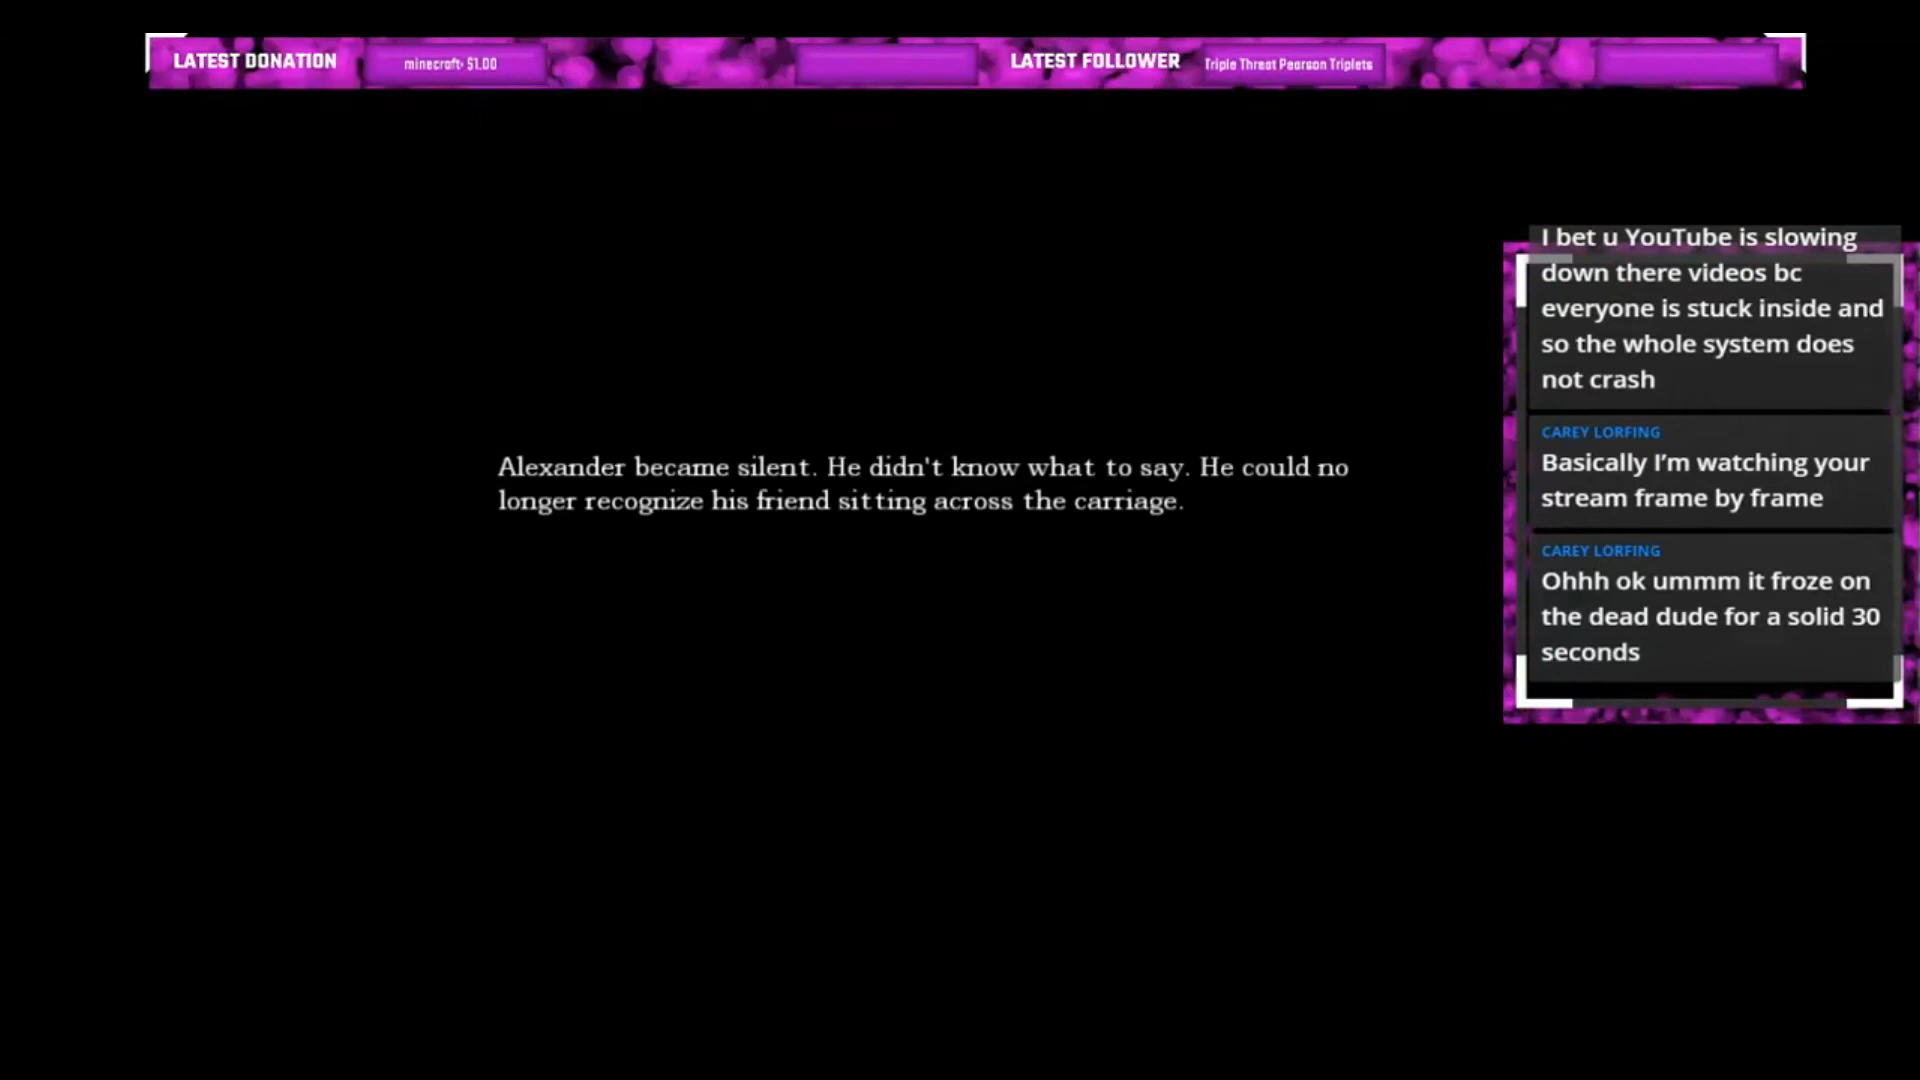 LATEST DONATION
minecraft: $1.00
LATEST FOLLOWER
Triple Threat Pearson Triplets
I bet u YouTube is slowing
down there videos bc
everyone is stuck inside and
so the whole system does
not crash
CAREY LORFING
Basically I’m watching your
stream frame by frame
CAREY LORFING
Ohhh ok ummm it froze on
the dead dude for a solid 30
seconds
Alexander became silent. He didn't know what to say. He could no
longer recognize his friend sitting across the carriage.